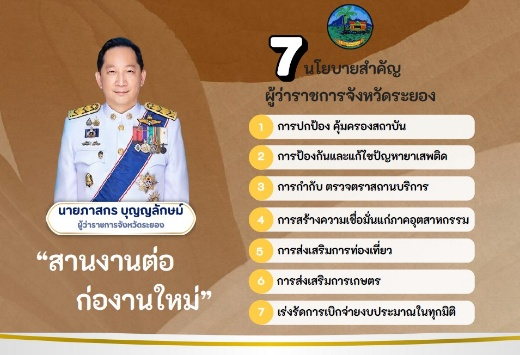 7 นโยบายสำคัญ
ผู้ว่าราชการจังหวัดระยอง
1 การปกป้อง คุ้มครองสถาบัน
2 การป้องกันและแก้ไขปัญหายาเสพติด
3 การกำกับ ตรวจตราสถานบริการ
4 การสร้างความเชื่อมั่นแก่ภาคอุตสาหกรรม
5 การส่งเสริมการท่องเที่ยว
6 การส่งเสริมการเกษตร
7 เร่งรัดการเบิกจ่ายงบประมาณในทุกมิติ
นายภาสกร บุญญลักษม์
ผู้ว่าราชการจังหวัดระยอง
“สานงานต่อ
ก่องานใหม่”